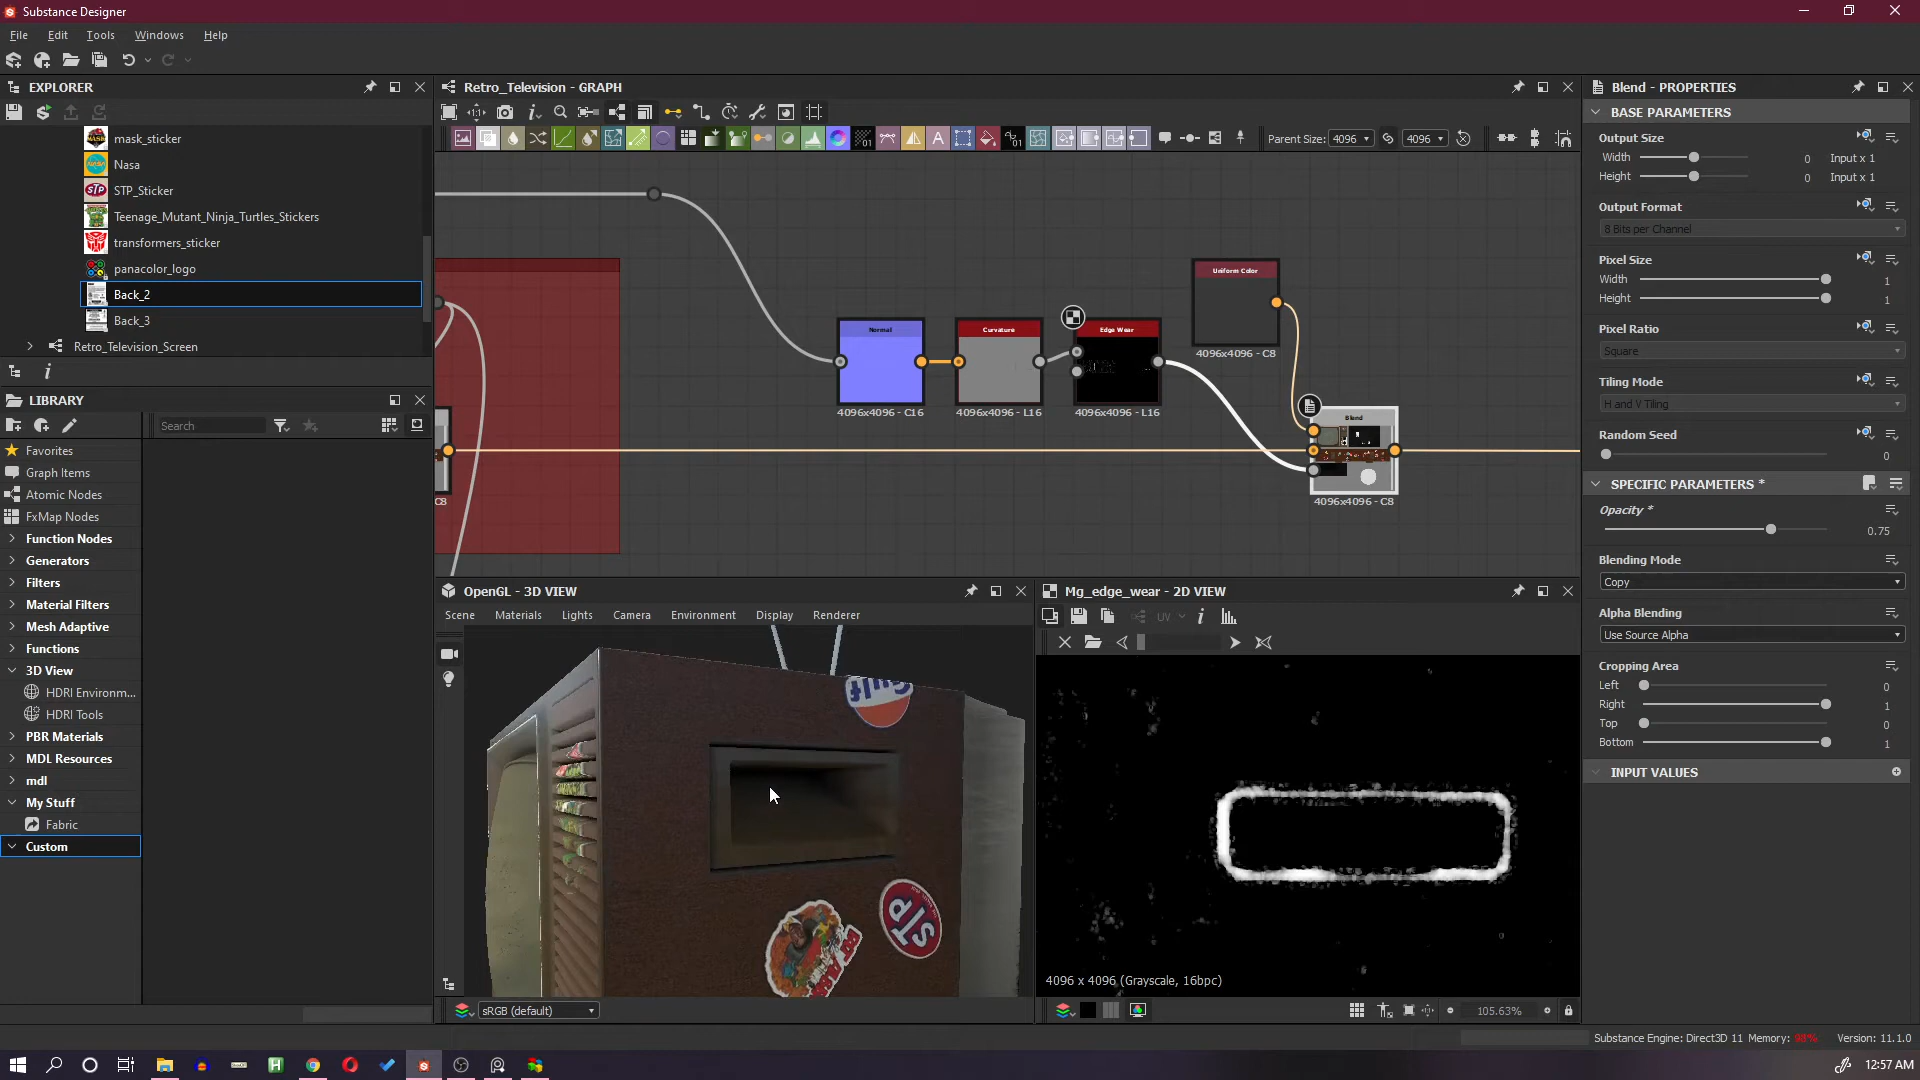 Substance Designer
File Edit Tools Windows Help
EXPLORER
mask_sticker
Nasa
STP_Sticker
Teenage_Mutant_Ninja_Turtles_Stickers
transformers_sticker
panacolor_logo
Back_2
Back_3
Retro_Television_Screen
LIBRARY
Search
Favorites
Graph Items
Atomic Nodes
FxMap Nodes
Function Nodes
Generators
Filters
Material Filters
Mesh Adaptive
Functions
3D View
HDRI Environm...
HDRI Tools
PBR Materials
MDL Resources
mdl
My Stuff
Fabric
Custom
Retro_Television - GRAPH
Parent Size: 4096 4096
Uniform Color
4096x4096 - C8
Normal
4096x4096 - C16
Curvature
4096x4096 - L16
Edge Wear
4096x4096 - L16
Blend
4096x4096 - C8
C8
OpenGL - 3D VIEW
Scene Materials Lights Camera Environment Display Renderer
Gulf
STP
sRGB (default)
Mg_edge_wear - 2D VIEW
UV
4096 x 4096 (Grayscale, 16bpc)
105.63%
Blend - PROPERTIES
BASE PARAMETERS
Output Size
Width 0 Input x 1
Height 0 Input x 1
Output Format
8 Bits per Channel
Pixel Size
Width 1
Height 1
Pixel Ratio
Square
Tiling Mode
H and V Tiling
Random Seed
0
SPECIFIC PARAMETERS *
Opacity *
0.75
Blending Mode
Copy
Alpha Blending
Use Source Alpha
Cropping Area
Left 0
Right 1
Top 0
Bottom 1
INPUT VALUES
Substance Engine: Direct3D 11 Memory: 98% Version: 11.1.0
12:57 AM